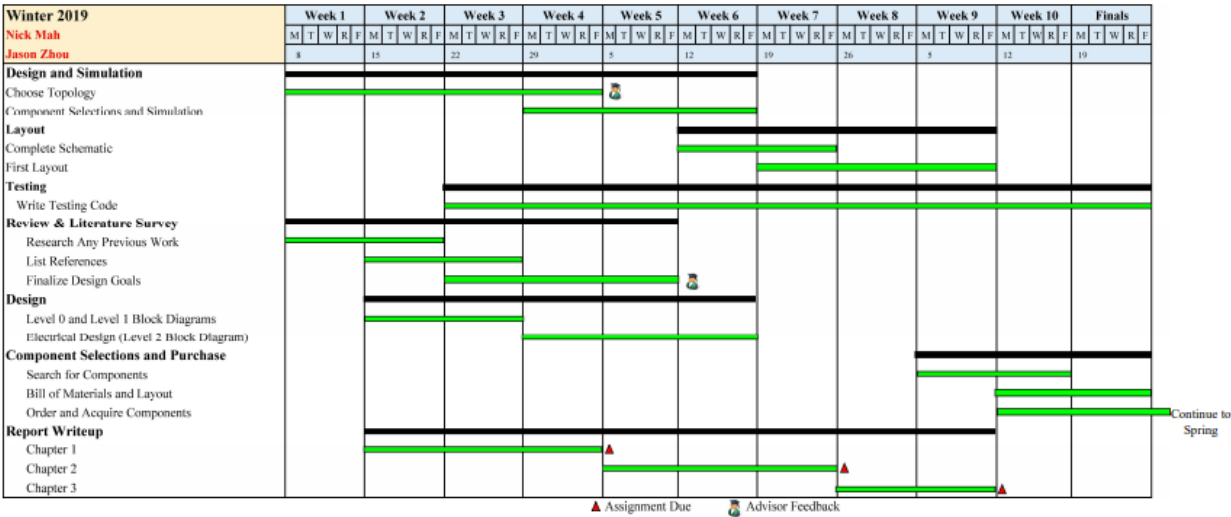 Winter 2019 Week 1 Week 2 Week 3 Week 4 Week 5 Week 6 Week 7 Week 8 Week 9 Week 10 Finals
Nick Mah M T W R F M T W R F M T W R F M T W R F M T W R F M T W R F M T W R F M T W R F M T W R F M T W R F M T W R F
Jason Zhou 8 15 22 29 5 12 19 26 5 12 19
Design and Simulation
Choose Topology
Component Selections and Simulation
Layout
Complete Schematic
First Layout
Testing
Write Testing Code
Review & Literature Survey
Research Any Previous Work
List References
Finalize Design Goals
Design
Level 0 and Level 1 Block Diagrams
Electrical Design (Level 2 Block Diagram)
Component Selections and Purchase
Search for Components
Bill of Materials and Layout
Order and Acquire Components
Continue to
Spring
Report Writeup
Chapter 1
Chapter 2
Chapter 3
Assignment Due Advisor Feedback